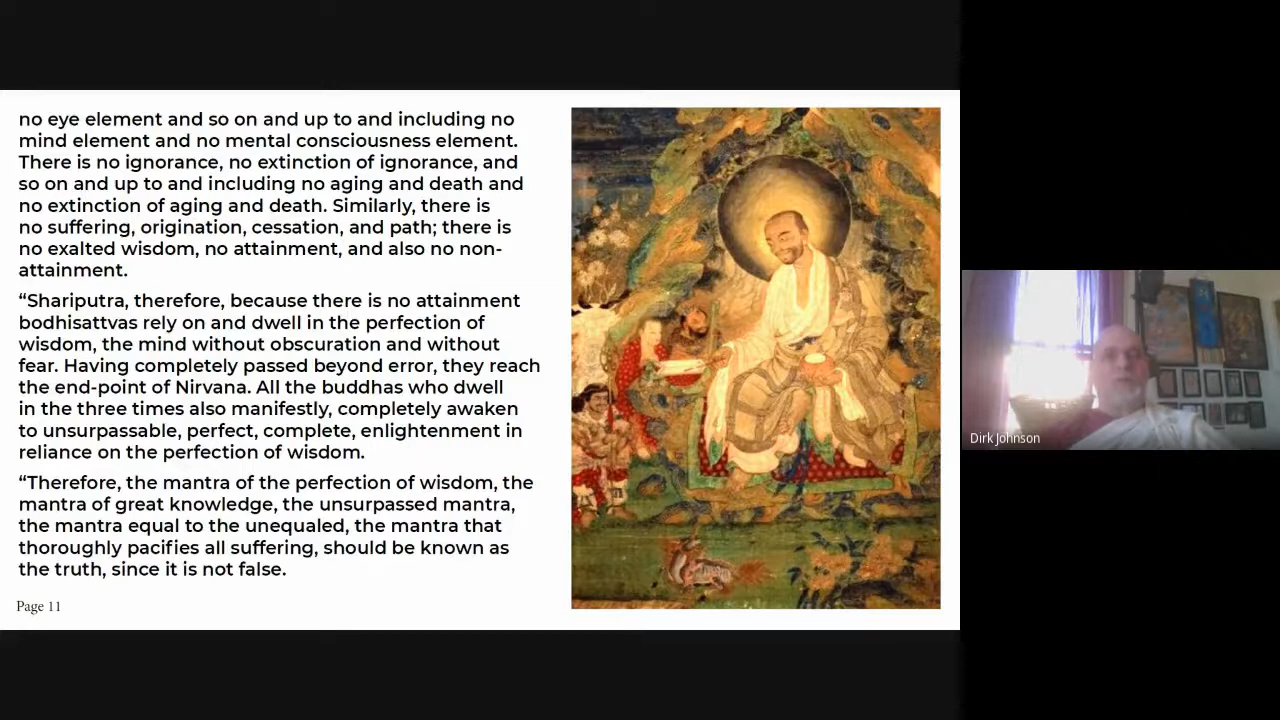 no eye element and so on and up to and including no
mind element and no mental consciousness element.
There is no ignorance, no extinction of ignorance, and
so on and up to and including no aging and death and
no extinction of aging and death. Similarly, there is
no suffering, origination, cessation, and path; there is
no exalted wisdom, no attainment, and also no non-
attainment.
“Shariputra, therefore, because there is no attainment
bodhisattvas rely on and dwell in the perfection of
wisdom, the mind without obscuration and without
fear. Having completely passed beyond error, they reach
the end-point of Nirvana. All the buddhas who dwell
in the three times also manifestly, completely awaken
to unsurpassable, perfect, complete, enlightenment in
reliance on the perfection of wisdom.
“Therefore, the mantra of the perfection of wisdom, the
mantra of great knowledge, the unsurpassed mantra,
the mantra equal to the unequaled, the mantra that
thoroughly pacifies all suffering, should be known as
the truth, since it is not false.
Page 11
Dirk Johnson